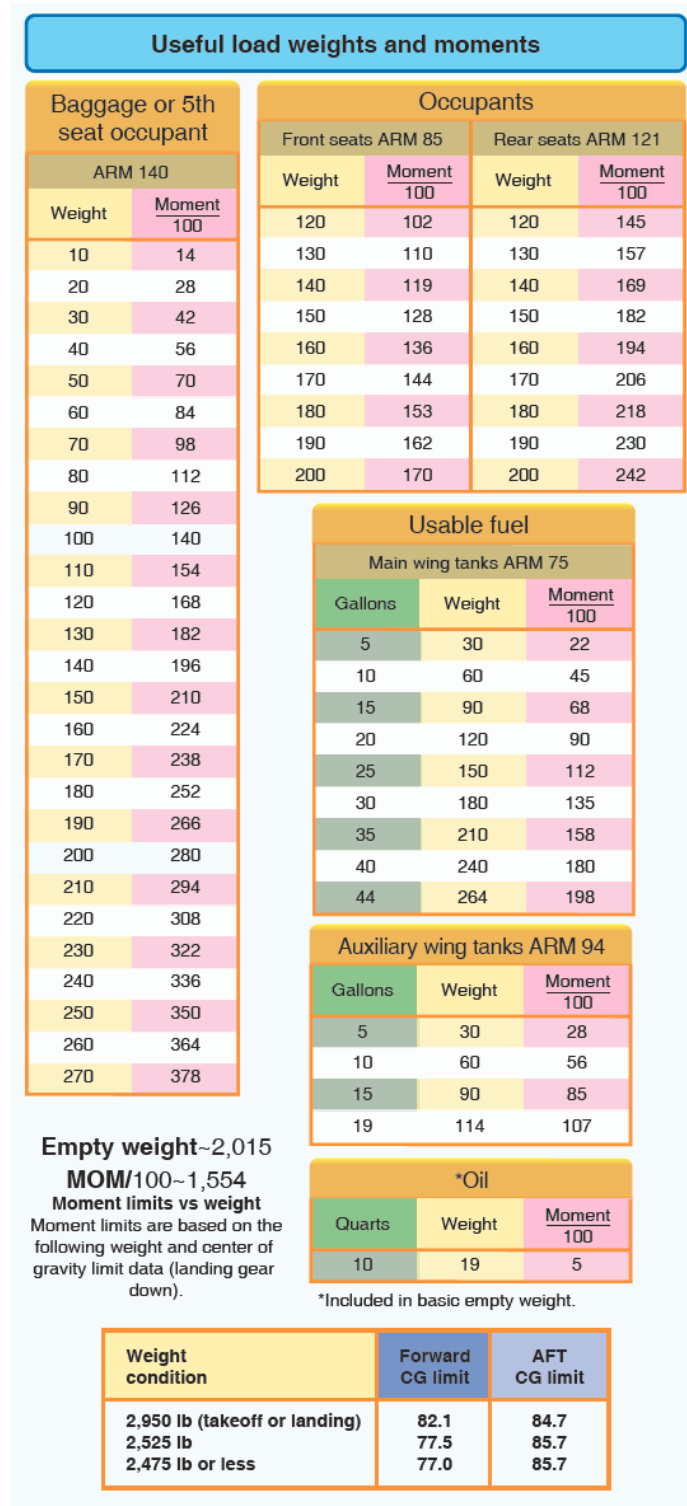 Useful load weights and moments
Baggage or 5th
seat occupant
ARM 140
Weight Moment
100
10 14
20 28
30 42
40 56
50 70
60 84
70 98
80 112
90 126
100 140
110 154
120 168
130 182
140 196
150 210
160 224
170 238
180 252
190 266
200 280
210 294
220 308
230 322
240 336
250 350
260 364
270 378
Occupants
Front seats ARM 85 Rear seats ARM 121
Weight Moment Weight Moment
100 100
120 102 120 145
130 110 130 157
140 119 140 169
150 128 150 182
160 136 160 194
170 144 170 206
180 153 180 218
190 162 190 230
200 170 200 242
Usable fuel
Main wing tanks ARM 75
Gallons Weight Moment
100
5 30 22
10 60 45
15 90 68
20 120 90
25 150 112
30 180 135
35 210 158
40 240 180
44 264 198
Auxiliary wing tanks ARM 94
Gallons Weight Moment
100
5 30 28
10 60 56
15 90 85
19 114 107
*Oil
Quarts Weight Moment
100
10 19 5
*Included in basic empty weight.
Empty weight~2,015
MOM/100~1,554
Moment limits vs weight
Moment limits are based on the
following weight and center of
gravity limit data (landing gear
down).
Weight Forward AFT
condition CG limit CG limit
2,950 lb (takeoff or landing) 82.1 84.7
2,525 lb 77.5 85.7
2,475 lb or less 77.0 85.7